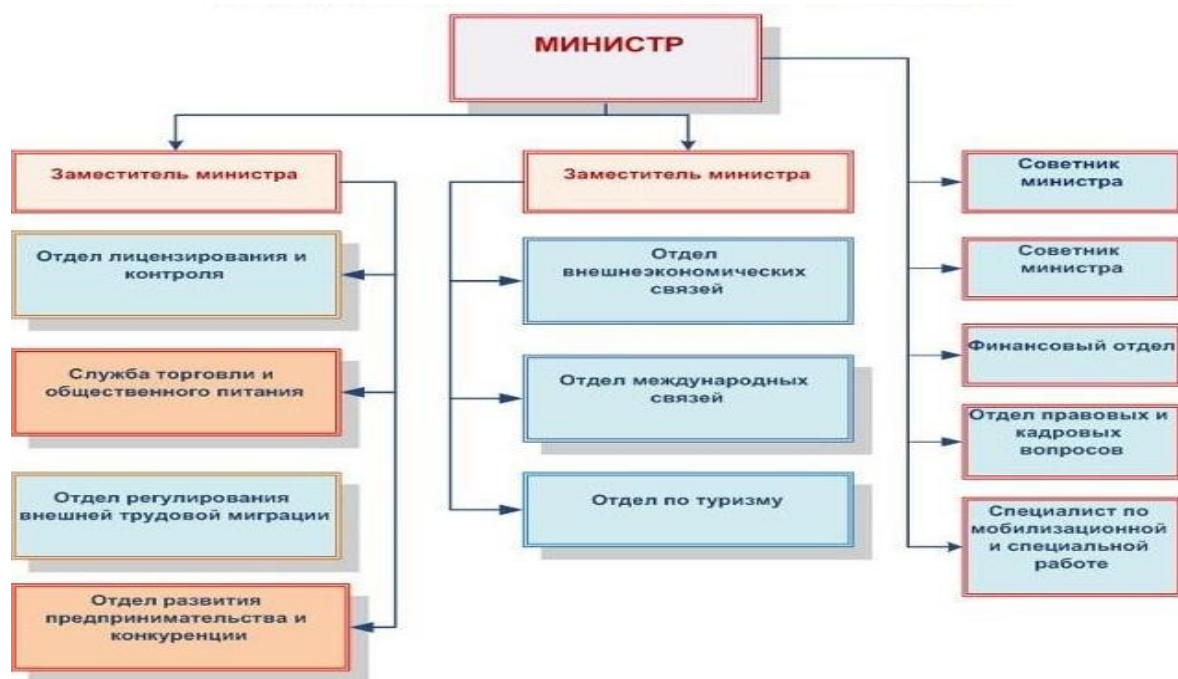 МИНИСТР
Заместитель министра
Отдел лицензирования и
контроля
Служба торговли и
общественного питания
Отдел регулирования
внешней трудовой миграции
Отдел развития
предпринимательства и
конкуренции
Заместитель министра
Отдел
внешнеэкономических
связей
Отдел международных
связей
Отдел по туризму
Советник
министра
Советник
министра
Финансовый отдел
Отдел правовых и
кадровых
вопросов
Специалист по
мобилизационной
и специальной
работе